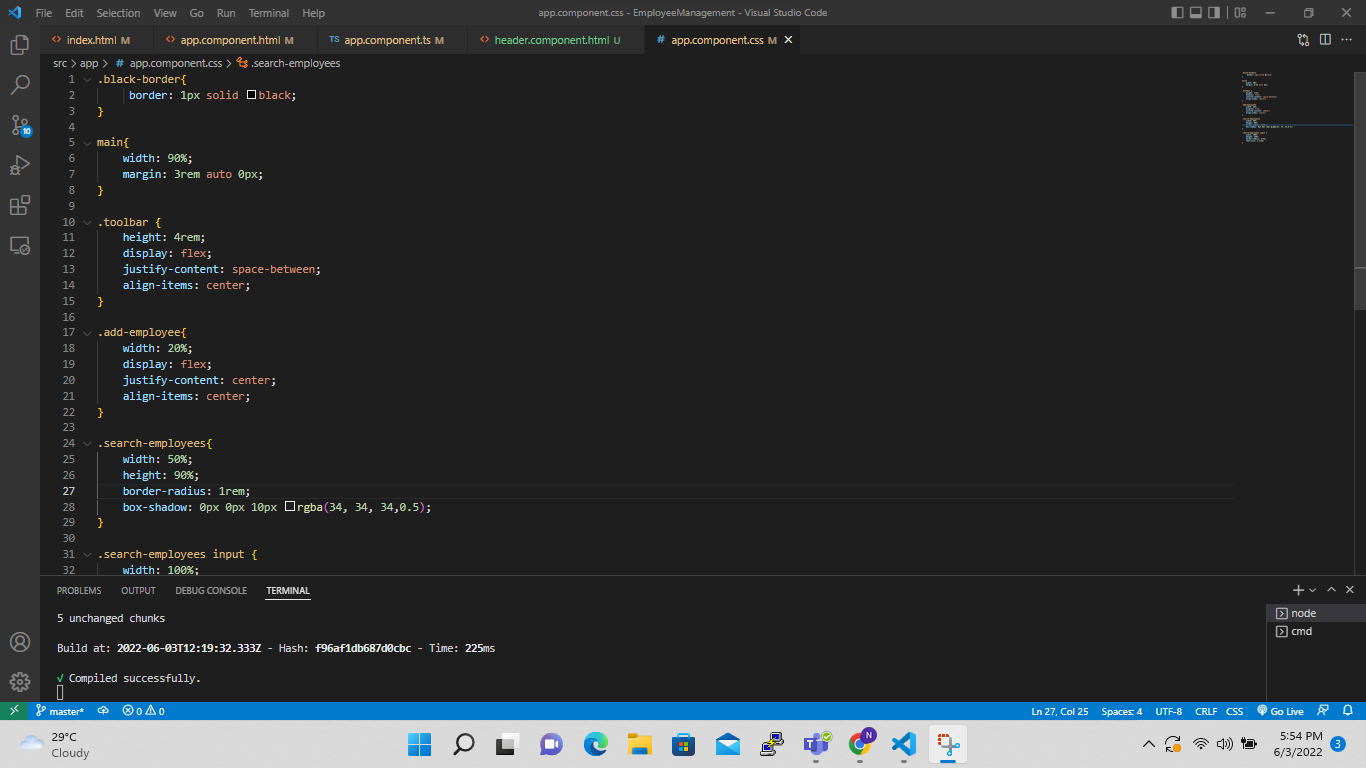 File Edit Selection View Go Run Terminal Help app.component.css - EmployeeManagement - Visual Studio Code
index.html M app.component.html M TS app.component.ts M header.component.html U # app.component.css M
src > app > # app.component.css > .search-employees
1 .black-border{
2 border: 1px solid black;
3 }
4
5 main{
6 width: 90%;
7 margin: 3rem auto 0px;
8 }
9
10 .toolbar {
11 height: 4rem;
12 display: flex;
13 justify-content: space-between;
14 align-items: center;
15 }
16
17 .add-employee{
18 width: 20%;
19 display: flex;
20 justify-content: center;
21 align-items: center;
22 }
23
24 .search-employees{
25 width: 50%;
26 height: 90%;
27 border-radius: 1rem;
28 box-shadow: 0px 0px 10px rgba(34, 34, 34,0.5);
29 }
30
31 .search-employees input {
32 width: 100%;
10
PROBLEMS OUTPUT DEBUG CONSOLE TERMINAL
5 unchanged chunks
Build at: 2022-06-03T12:19:32.333Z - Hash: f96af1db687d0cbc - Time: 225ms
√ Compiled successfully.
node
cmd
master* 0 0 Ln 27, Col 25 Spaces: 4 UTF-8 CRLF CSS Go Live
29°C
Cloudy
N
5:54 PM
6/3/2022 3